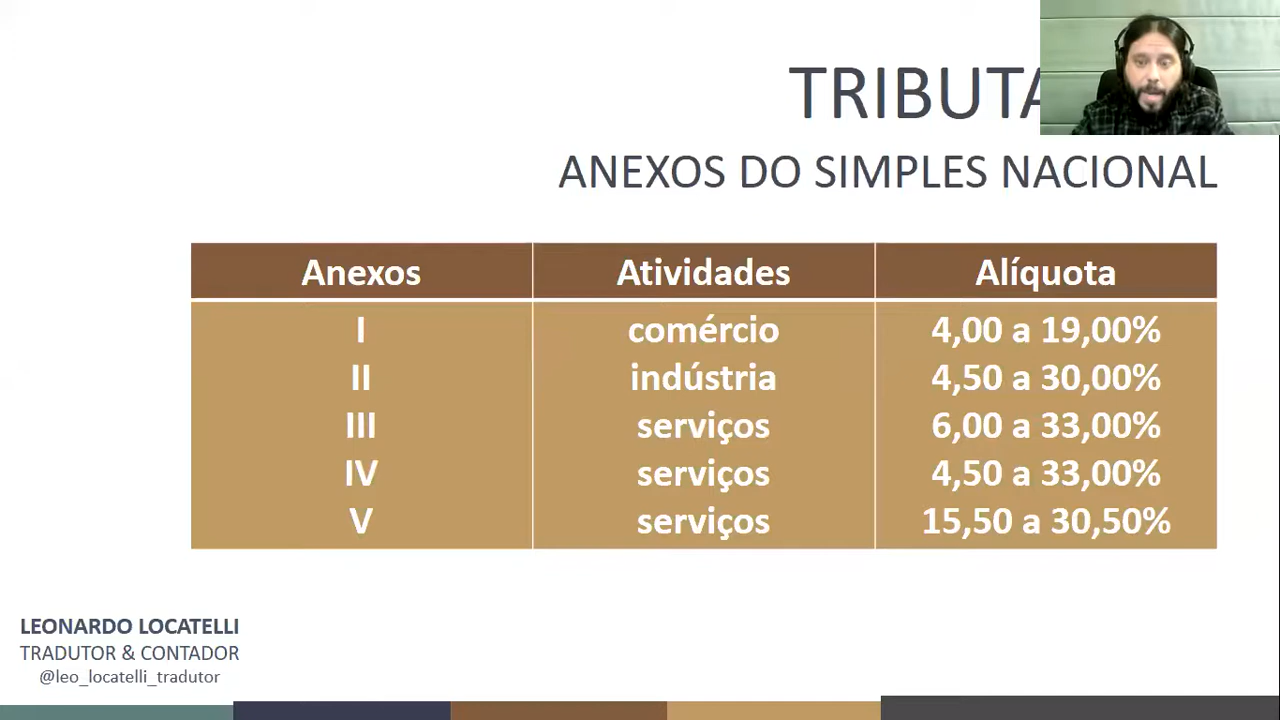 TRIBUTA
ANEXOS DO SIMPLES NACIONAL
Anexos Atividades Alíquota
I comércio 4,00 a 19,00%
II indústria 4,50 a 30,00%
III serviços 6,00 a 33,00%
IV serviços 4,50 a 33,00%
V serviços 15,50 a 30,50%
LEONARDO LOCATELLI
TRADUTOR & CONTADOR
@leo_locatelli_tradutor